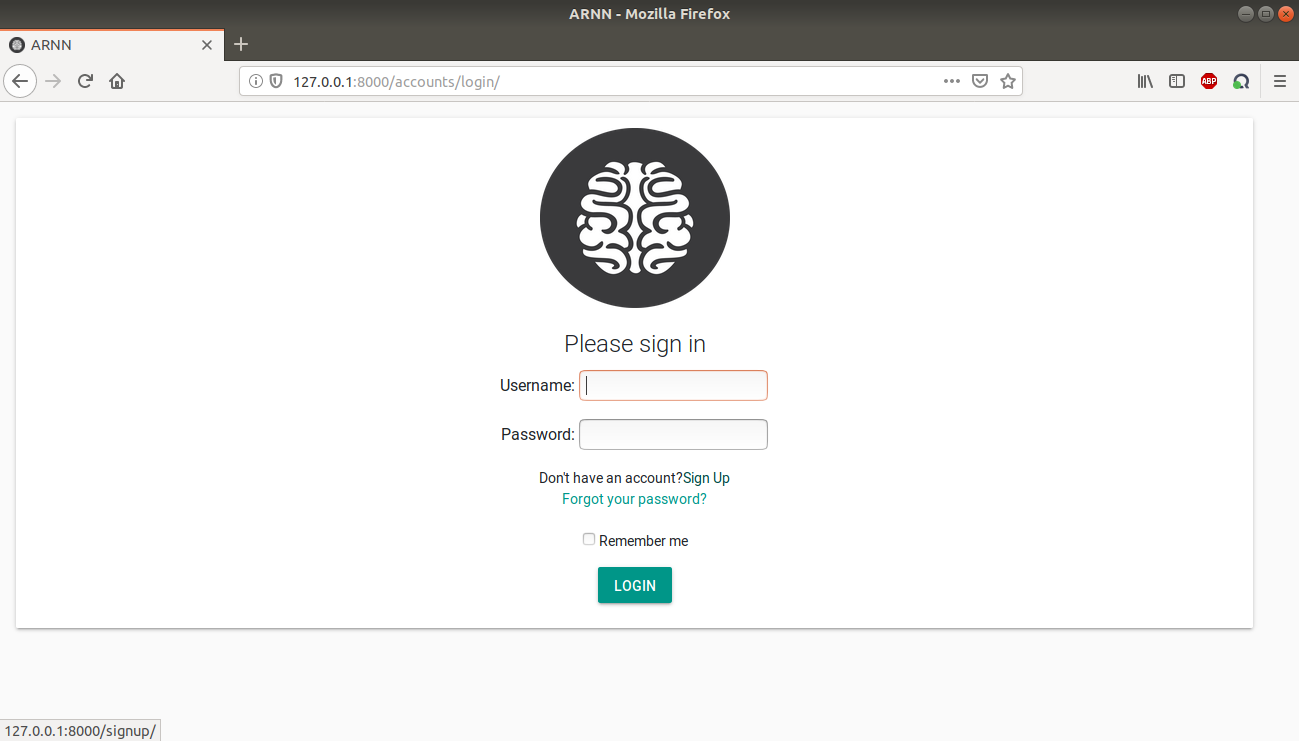 ARNN - Mozilla Firefox
ARNN
127.0.0.1:8000/accounts/login/
ABP
Please sign in
Username:
Password:
Don't have an account?Sign Up
Forgot your password?
Remember me
LOGIN
127.0.0.1:8000/signup/